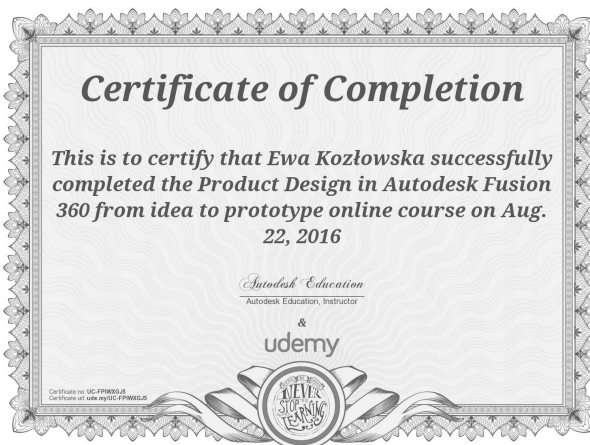 Certificate of Completion
This is to certify that Ewa Kozłowska successfully
completed the Product Design in Autodesk Fusion
360 from idea to prototype online course on Aug.
22, 2016
Autodesk Education
Autodesk Education, Instructor
&
udemy
Certificate no: UC-FPIWXGJ5
Certificate url: ude.my/UC-FPIWXGJ5
NEVER
STOP
LEARNING